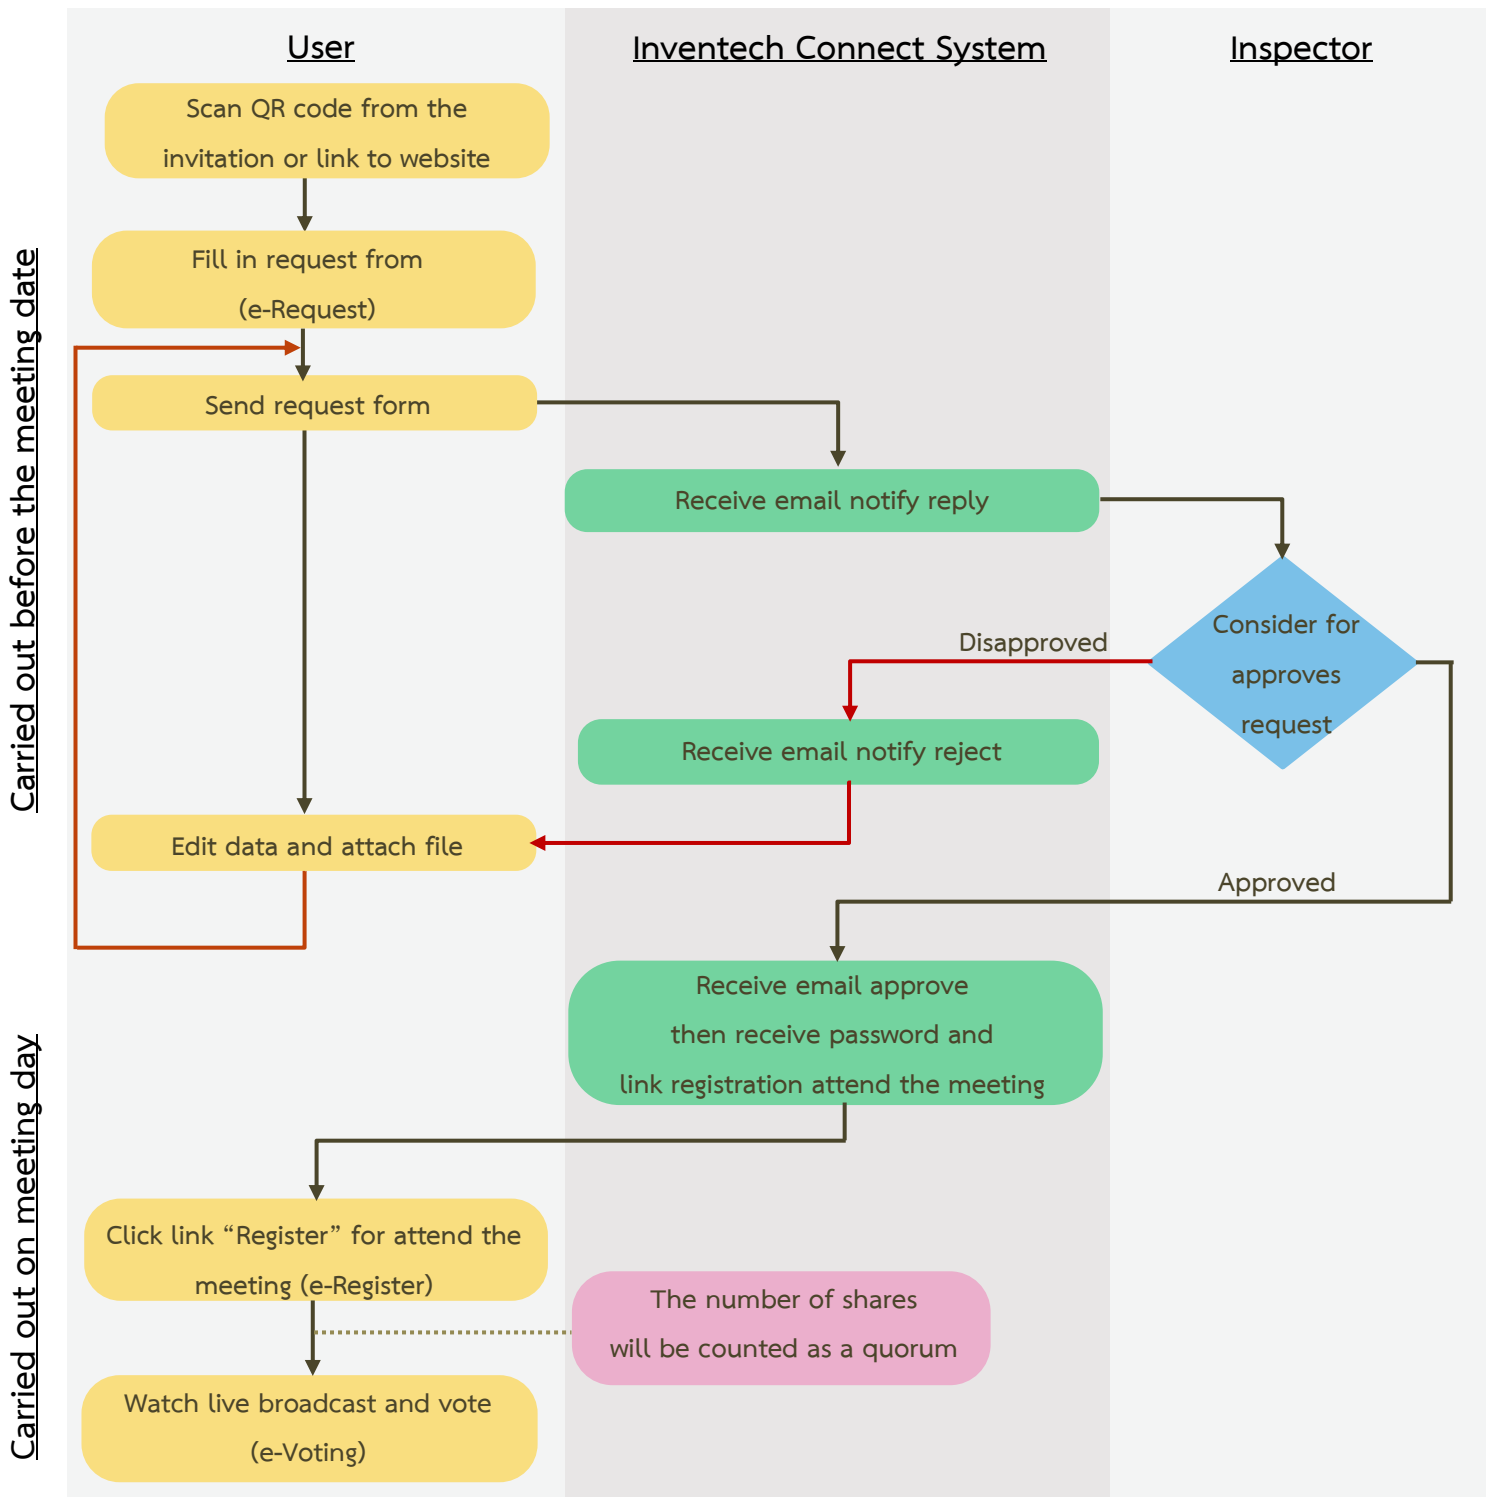 User
Inventech Connect System
Inspector
Carried out before the meeting date
Scan QR code from the
invitation or link to website
Fill in request from
(e-Request)
Send request form
Receive email notify reply
Consider for
approves
request
Disapproved
Receive email notify reject
Edit data and attach file
Approved
Receive email approve
then receive password and
link registration attend the meeting
Carried out on meeting day
Click link “Register” for attend the
meeting (e-Register)
The number of shares
will be counted as a quorum
Watch live broadcast and vote
(e-Voting)